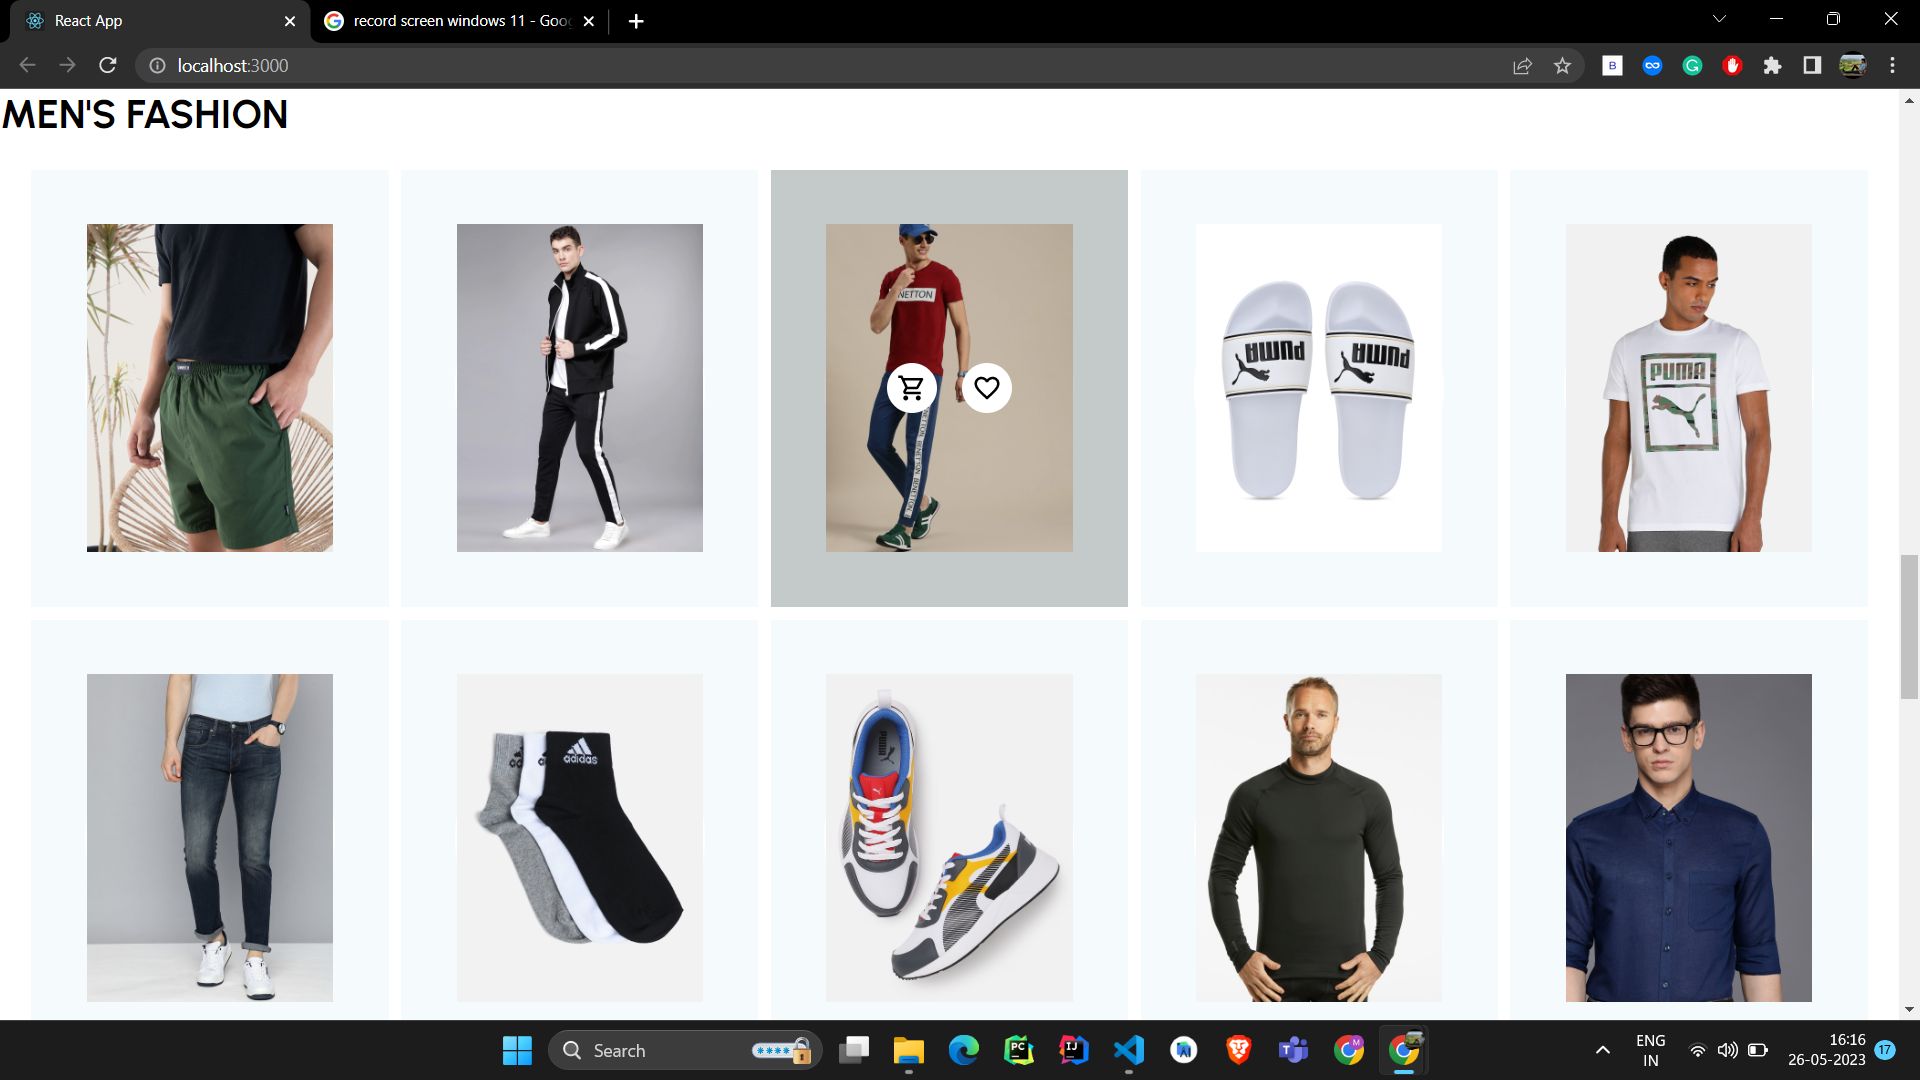 React App
record screen windows 11 - Goo
localhost:3000
MEN'S FASHION
NETTON
PUMA
PUMA
PUMA
adidas
PUMA
Search
ENG
IN
16:16
26-05-2023
17